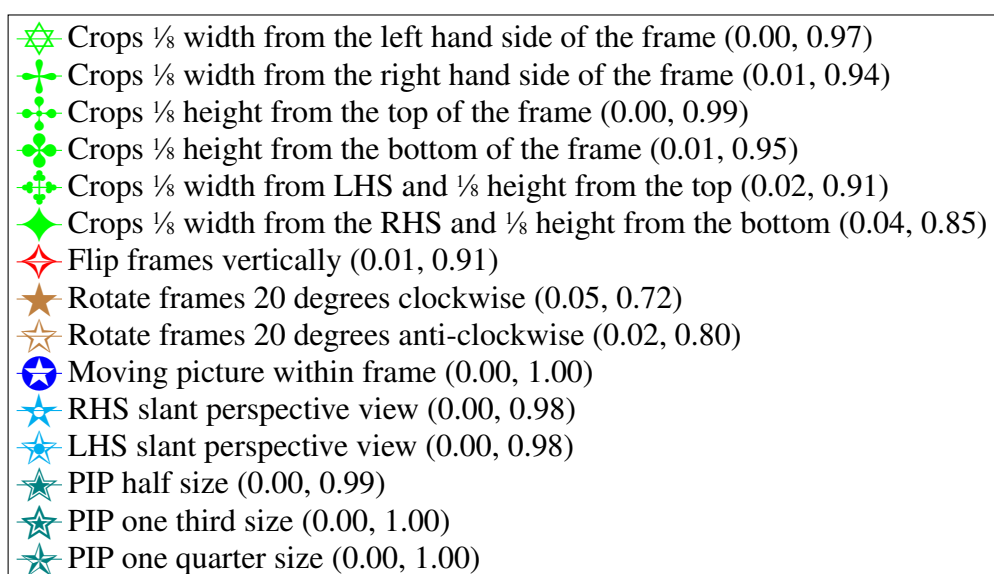 Crops ⅛ width from the left hand side of the frame (0.00, 0.97)
Crops ⅛ width from the right hand side of the frame (0.01, 0.94)
Crops ⅛ height from the top of the frame (0.00, 0.99)
Crops ⅛ height from the bottom of the frame (0.01, 0.95)
Crops ⅛ width from LHS and ⅛ height from the top (0.02, 0.91)
Crops ⅛ width from the RHS and ⅛ height from the bottom (0.04, 0.85)
Flip frames vertically (0.01, 0.91)
Rotate frames 20 degrees clockwise (0.05, 0.72)
Rotate frames 20 degrees anti-clockwise (0.02, 0.80)
Moving picture within frame (0.00, 1.00)
RHS slant perspective view (0.00, 0.98)
LHS slant perspective view (0.00, 0.98)
PIP half size (0.00, 0.99)
PIP one third size (0.00, 1.00)
PIP one quarter size (0.00, 1.00)